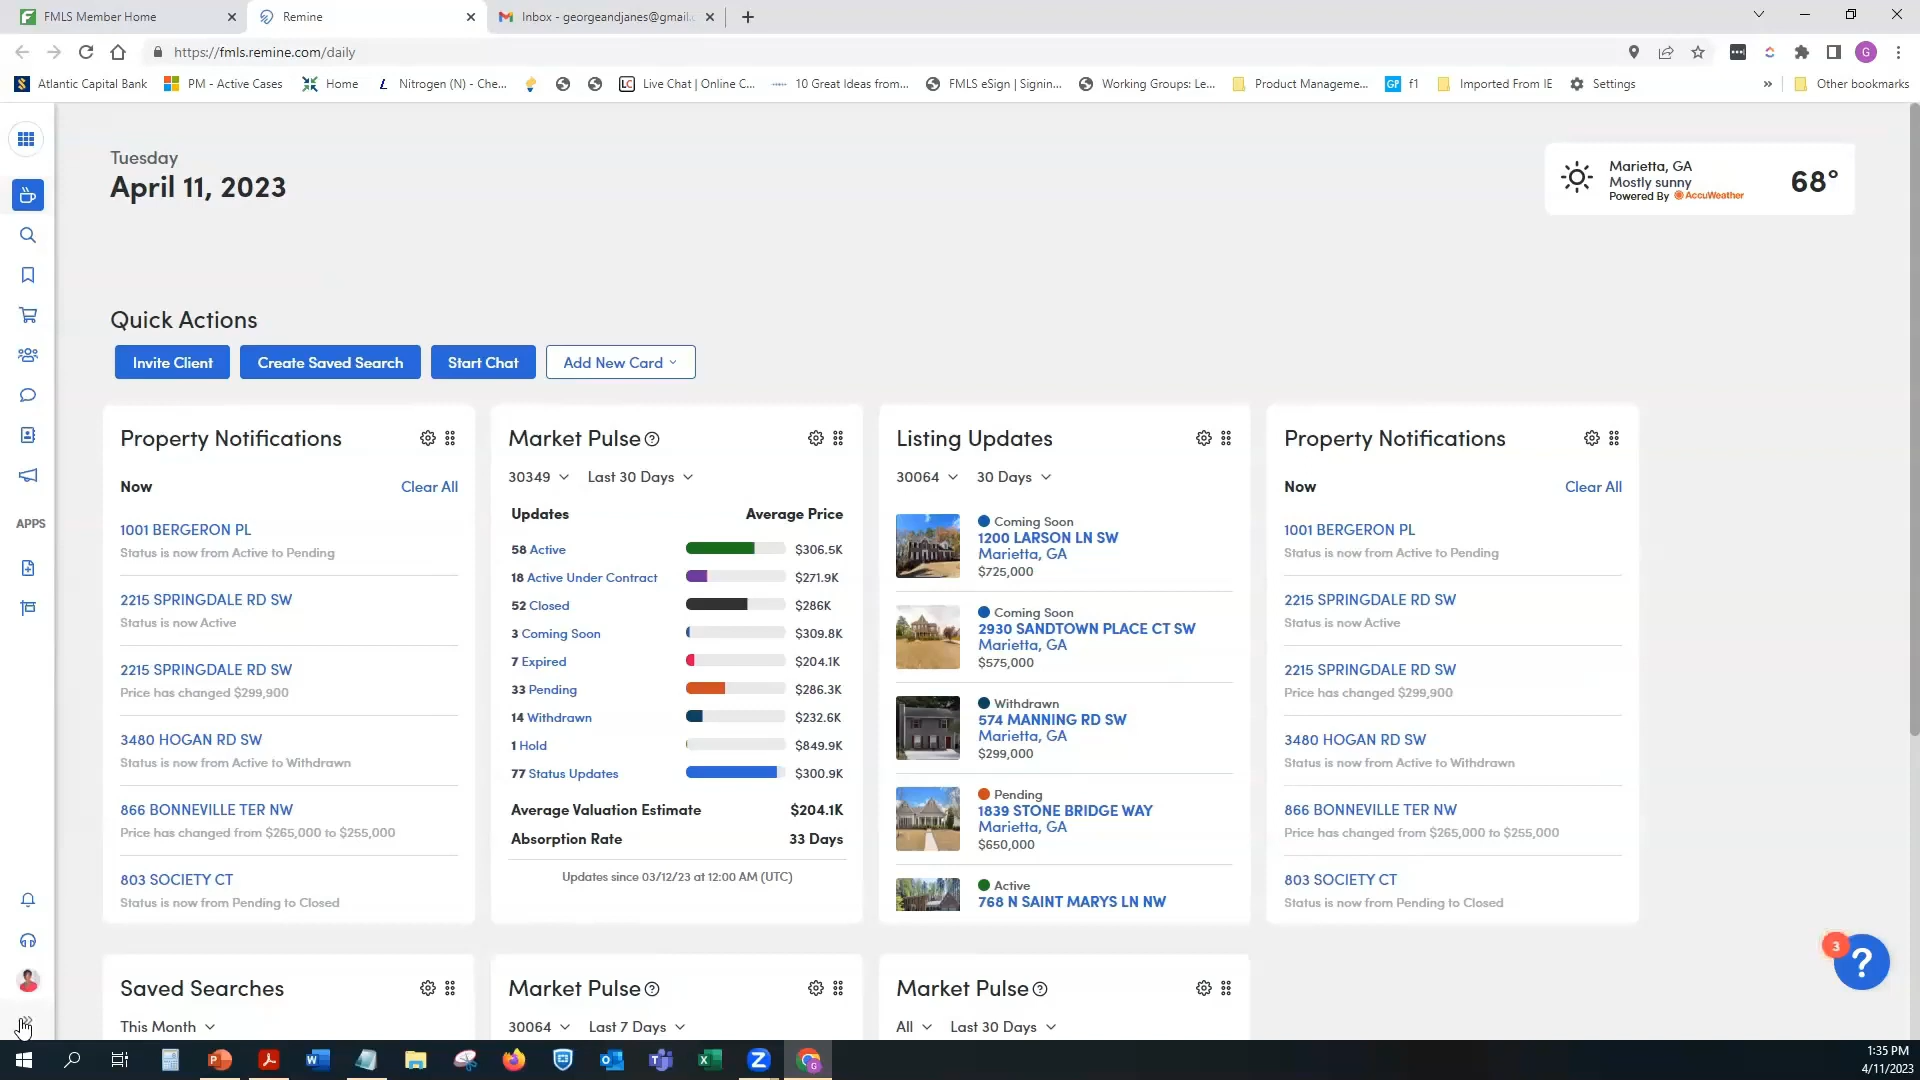 FMLS Member Home
Remine
Inbox - georgeandjanes@gmail.c
https://fmls.remine.com/daily
G
Atlantic Capital Bank
PM - Active Cases
Home
Nitrogen (N) - Che...
LC
Live Chat | Online C...
10 Great Ideas from...
FMLS eSign | Signin...
Working Groups: Le...
Product Manageme...
GP
f1
Imported From IE
Settings
»
Other bookmarks
Tuesday
April 11, 2023
Marietta, GA
Mostly sunny
Powered By AccuWeather
68°
Quick Actions
Invite Client
Create Saved Search
Start Chat
Add New Card
APPS
Property Notifications
Now
Clear All
1001 BERGERON PL
Status is now from Active to Pending
2215 SPRINGDALE RD SW
Status is now Active
2215 SPRINGDALE RD SW
Price has changed $299,900
3480 HOGAN RD SW
Status is now from Active to Withdrawn
866 BONNEVILLE TER NW
Price has changed from $265,000 to $255,000
803 SOCIETY CT
Status is now from Pending to Closed
Market Pulse ?
30349
Last 30 Days
Updates
Average Price
58 Active $306.5K
18 Active Under Contract $271.9K
52 Closed $286K
3 Coming Soon $309.8K
7 Expired $204.1K
33 Pending $286.3K
14 Withdrawn $232.6K
1 Hold $849.9K
77 Status Updates $300.9K
Average Valuation Estimate $204.1K
Absorption Rate 33 Days
Updates since 03/12/23 at 12:00 AM (UTC)
Listing Updates
30064
30 Days
Coming Soon
1200 LARSON LN SW
Marietta, GA
$725,000
Coming Soon
2930 SANDTOWN PLACE CT SW
Marietta, GA
$575,000
Withdrawn
574 MANNING RD SW
Marietta, GA
$299,000
Pending
1839 STONE BRIDGE WAY
Marietta, GA
$650,000
Active
768 N SAINT MARYS LN NW
Property Notifications
Now
Clear All
1001 BERGERON PL
Status is now from Active to Pending
2215 SPRINGDALE RD SW
Status is now Active
2215 SPRINGDALE RD SW
Price has changed $299,900
3480 HOGAN RD SW
Status is now from Active to Withdrawn
866 BONNEVILLE TER NW
Price has changed from $265,000 to $255,000
803 SOCIETY CT
Status is now from Pending to Closed
3
?
Saved Searches
This Month
Market Pulse ?
30064
Last 7 Days
Market Pulse ?
All
Last 30 Days
1:35 PM
4/11/2023